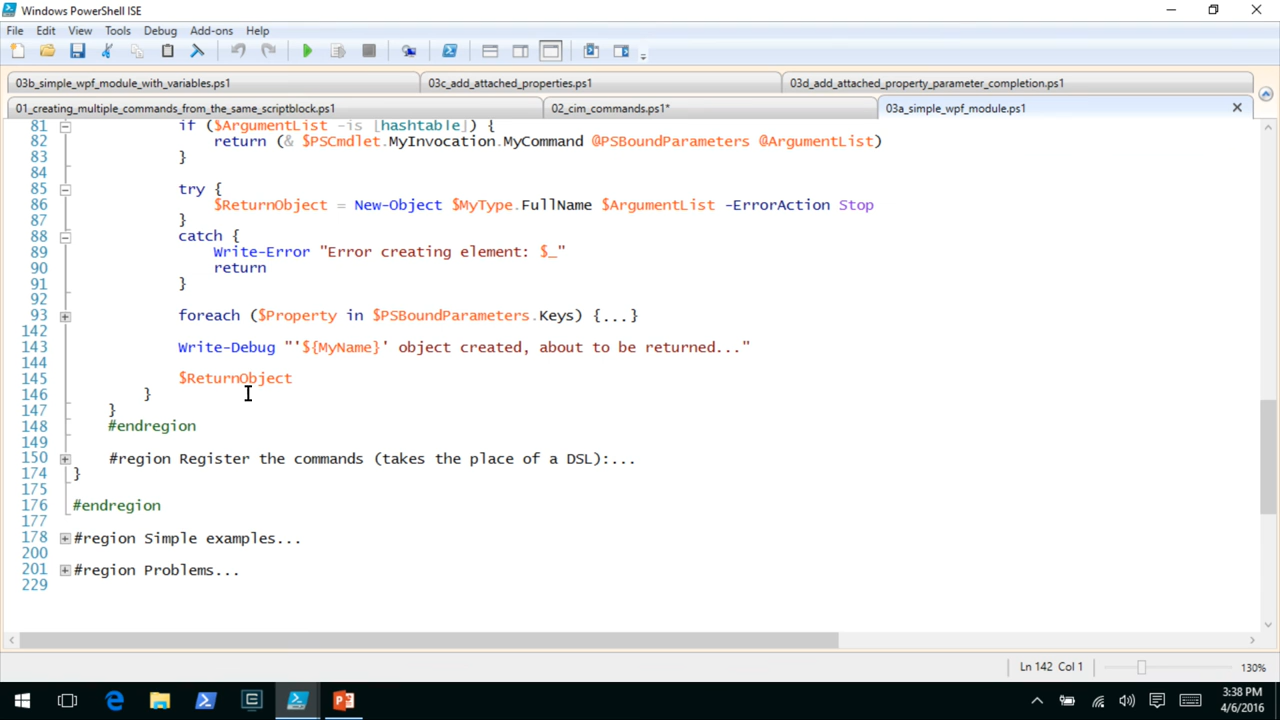 Windows PowerShell ISE
File Edit View Tools Debug Add-ons Help
03b_simple_wpf_module_with_variables.ps1 03c_add_attached_properties.ps1 03d_add_attached_property_parameter_completion.ps1
01_creating_multiple_commands_from_the_same_scriptblock.ps1 02_cim_commands.ps1* 03a_simple_wpf_module.ps1
81 if ($ArgumentList -is [hashtable]) {
82 return (& $PSCmdlet.MyInvocation.MyCommand @PSBoundParameters @ArgumentList)
83 }
84
85 try {
86 $ReturnObject = New-Object $MyType.FullName $ArgumentList -ErrorAction Stop
87 }
88 catch {
89 Write-Error "Error creating element: $_"
90 return
91 }
92
93 foreach ($Property in $PSBoundParameters.Keys) {...}
142
143 Write-Debug "'${MyName}' object created, about to be returned..."
144
145 $ReturnObject
146 }
147 }
148 #endregion
149
150 #region Register the commands (takes the place of a DSL):...
174 }
175
176 #endregion
177
178 #region Simple examples...
200
201 #region Problems...
229
Ln 142 Col 1 130%
3:38 PM
4/6/2016